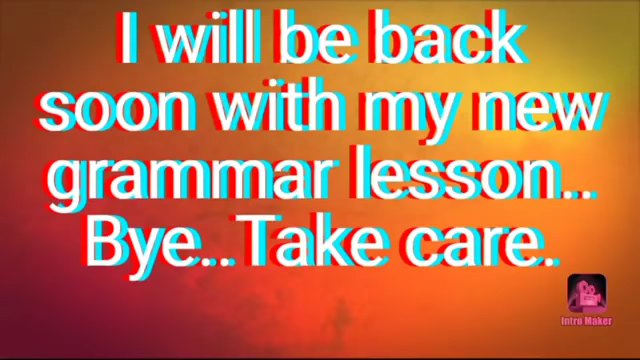 I will be back
soon with my new
grammar lesson..
Bye..Take care.
Intro Maker